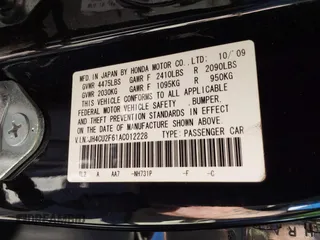 MFD. IN JAPAN BY HONDA MOTOR CO., LTD. 10/'09
GVWR 4475LBS GAWR F 2410LBS R 2090LBS
GVWR 2030KG GAWR F 1095KG R 950KG
THIS VEHICLE CONFORMS TO ALL APPLICABLE
FEDERAL MOTOR VEHICLE SAFETY, BUMPER,
AND THEFT PREVENTION STANDARDS IN EFFECT
ON THE DATE OF MANUFACTURE SHOWN ABOVE.
V.I.N.:JH4CU2F61AC012228 TYPE:PASSENGER CAR
A AA7 -NH731P -F -C